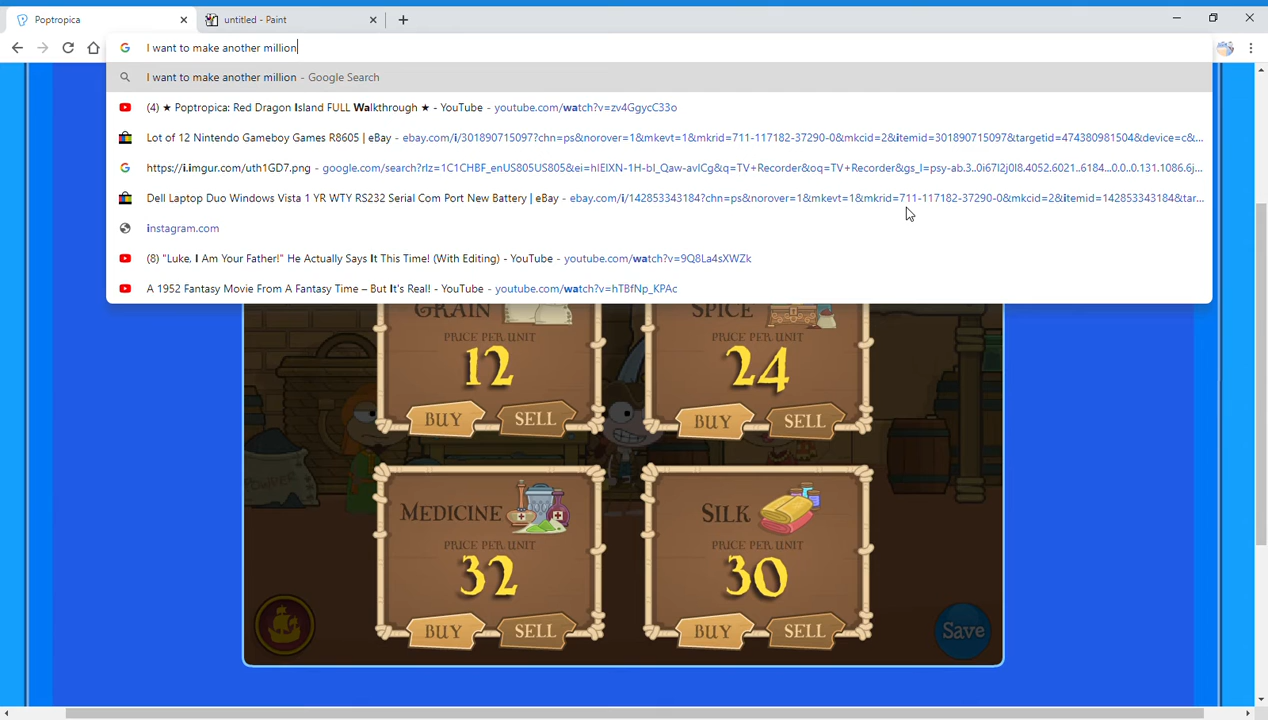 Poptropica
untitled - Paint
I want to make another million
I want to make another million - Google Search
(4) ★ Poptropica: Red Dragon Island FULL Walkthrough ★ - YouTube - youtube.com/watch?v=zv4GgycC33o
Lot of 12 Nintendo Gameboy Games R8605 | eBay - ebay.com/i/301890715097?chn=ps&norover=1&mkevt=1&mkrid=711-117182-37290-0&mkcid=2&itemid=301890715097&targetid=474380981504&device=c&...
https://i.imgur.com/uth1GD7.png - google.com/search?rlz=1C1CHBF_enUS805US805&ei=hIEIXN-1H-bl_Qaw-avICg&q=TV+Recorder&oq=TV+Recorder&gs_l=psy-ab.3..0i67l2j0l8.4052.6021..6184...0.0..0.131.1086.6j...
Dell Laptop Duo Windows Vista 1 YR WTY RS232 Serial Com Port New Battery | eBay - ebay.com/i/142853343184?chn=ps&norover=1&mkevt=1&mkrid=711-117182-37290-0&mkcid=2&itemid=142853343184&tar...
instagram.com
(8) "Luke, I Am Your Father!" He Actually Says It This Time! (With Editing) - YouTube - youtube.com/watch?v=9Q8La4sXWZk
A 1952 Fantasy Movie From A Fantasy Time – But It's Real! - YouTube - youtube.com/watch?v=hTBfNp_KPAc
GRAIN
SPICE
PRICE PER UNIT
PRICE PER UNIT
12
24
BUY SELL
BUY SELL
POWDER
MEDICINE
SILK
PRICE PER UNIT
PRICE PER UNIT
32
30
BUY SELL
BUY SELL
Save